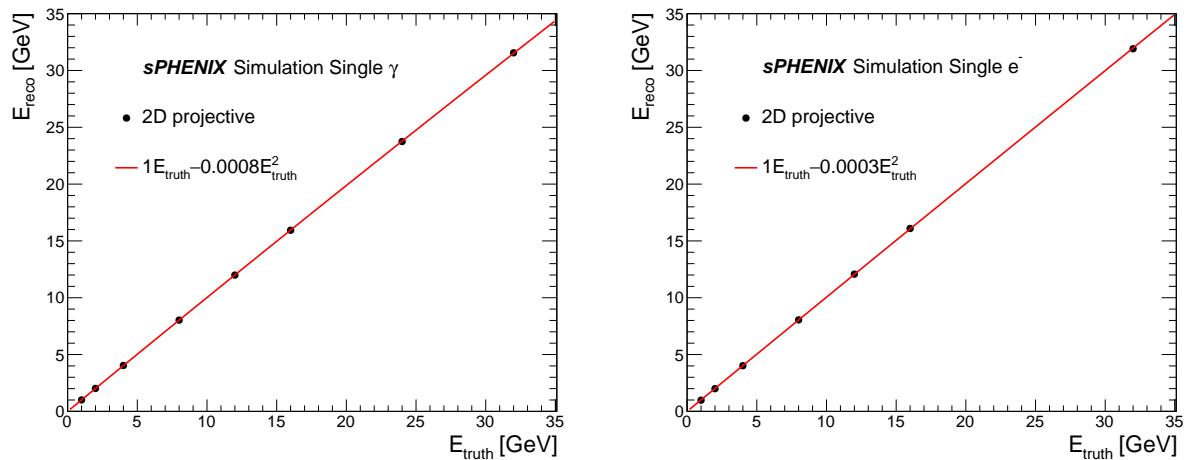 E_reco [GeV]
35
30
25
20
15
10
5
0
sPHENIX Simulation Single γ
2D projective
1E_truth−0.0008E²_truth
0 5 10 15 20 25 30 35
E_truth [GeV]
E_reco [GeV]
35
30
25
20
15
10
5
0
sPHENIX Simulation Single e⁻
2D projective
1E_truth−0.0003E²_truth
0 5 10 15 20 25 30 35
E_truth [GeV]